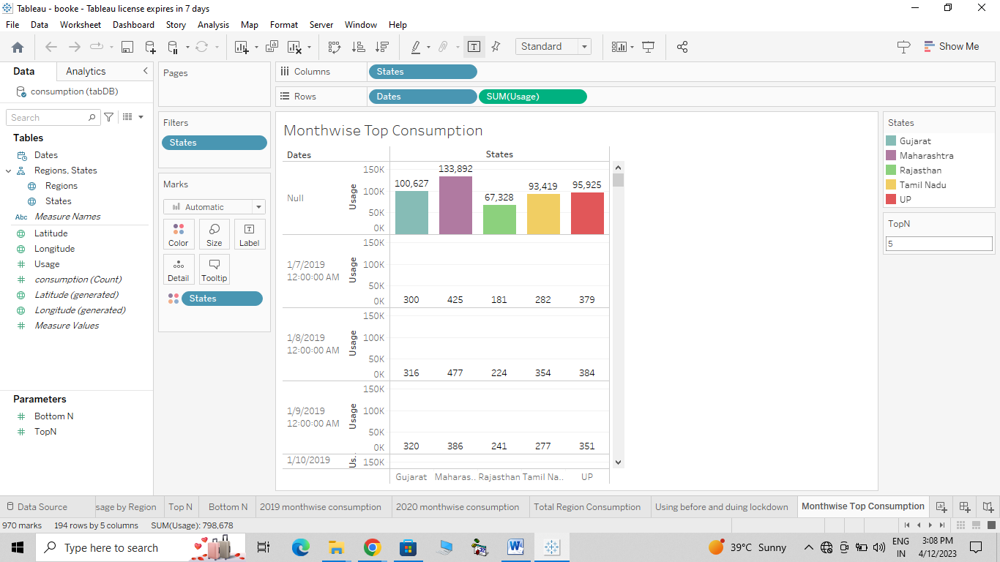 Tableau - booke - Tableau license expires in 7 days
File Data Worksheet Dashboard Story Analysis Map Format Server Window Help
Standard
Show Me
Data Analytics
consumption (tabDB)
Search
Tables
Dates
Regions, States
Regions
States
Abc Measure Names
Latitude
Longitude
Usage
consumption (Count)
Latitude (generated)
Longitude (generated)
Measure Values
Parameters
Bottom N
TopN
Pages
Filters
States
Marks
Automatic
Color Size Label
Detail Tooltip
States
Columns States
Rows Dates SUM(Usage)
Monthwise Top Consumption
Dates States
Null
Usage
150K
100K
50K
0K
100,627 133,892 67,328 93,419 95,925
1/7/2019
12:00:00 AM
Usage
150K
100K
50K
0K
300 425 181 282 379
1/8/2019
12:00:00 AM
Usage
150K
100K
50K
0K
316 477 224 354 384
1/9/2019
12:00:00 AM
Usage
150K
100K
50K
0K
320 386 241 277 351
1/10/2019
Us..
150K
Gujarat Maharas.. Rajasthan Tamil Na.. UP
States
Gujarat
Maharashtra
Rajasthan
Tamil Nadu
UP
TopN
5
Data Source sage by Region Top N Bottom N 2019 monthwise consumption 2020 monthwise consumption Total Region Consumption Using before and duing lockdown Monthwise Top Consumption
970 marks 194 rows by 5 columns SUM(Usage): 798,678
Type here to search
39°C Sunny
ENG
IN
3:08 PM
4/12/2023